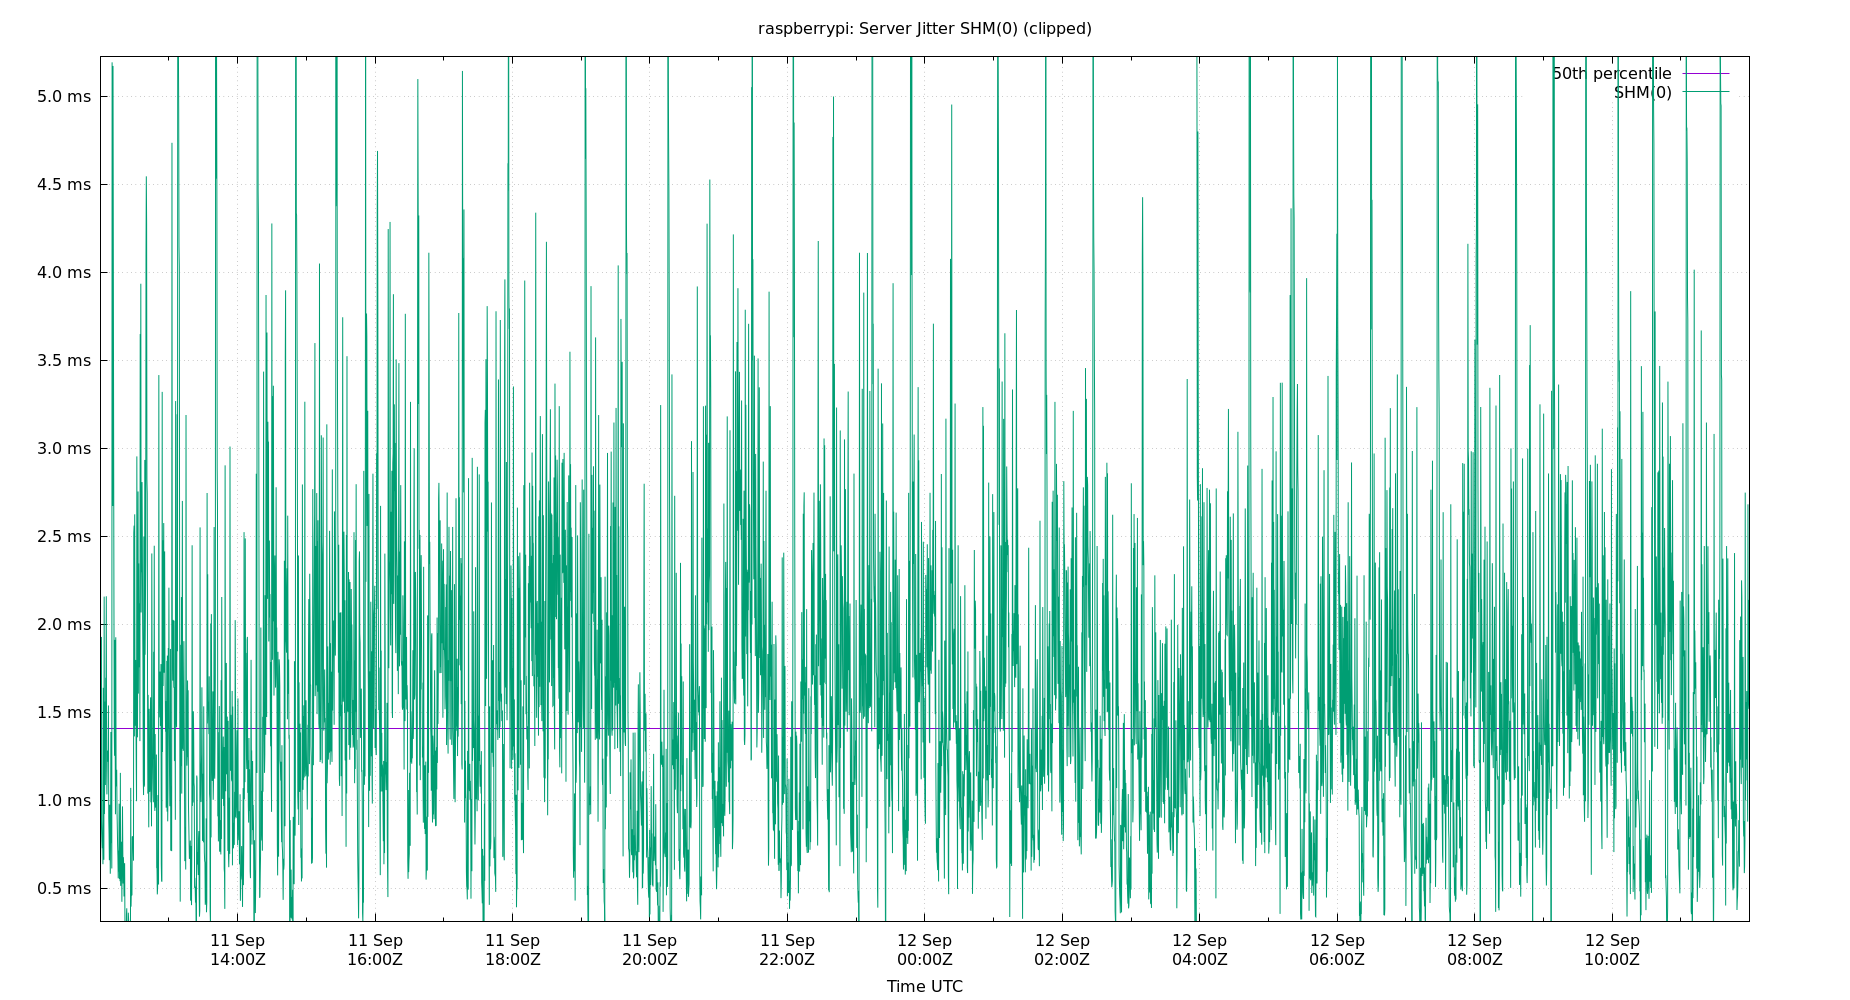 raspberrypi: Server Jitter SHM(0) (clipped)
50th percentile
SHM(0)
5.0 ms
4.5 ms
4.0 ms
3.5 ms
3.0 ms
2.5 ms
2.0 ms
1.5 ms
1.0 ms
0.5 ms
11 Sep 11 Sep 11 Sep 11 Sep 11 Sep 12 Sep 12 Sep 12 Sep 12 Sep 12 Sep 12 Sep
14:00Z 16:00Z 18:00Z 20:00Z 22:00Z 00:00Z 02:00Z 04:00Z 06:00Z 08:00Z 10:00Z
Time UTC